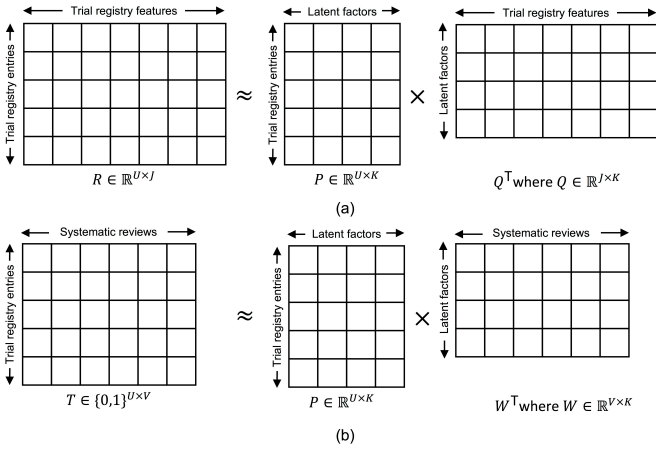 Trial registry features
Latent factors
Trial registry features
Trial registry entries
≈
Trial registry entries
×
Latent factors
R ∈ ℝ^{U×J}
P ∈ ℝ^{U×K}
Q^T where Q ∈ ℝ^{J×K}
(a)
Systematic reviews
Latent factors
Systematic reviews
Trial registry entries
≈
Trial registry entries
×
Latent factors
T ∈ {0,1}^{U×V}
P ∈ ℝ^{U×K}
W^T where W ∈ ℝ^{V×K}
(b)